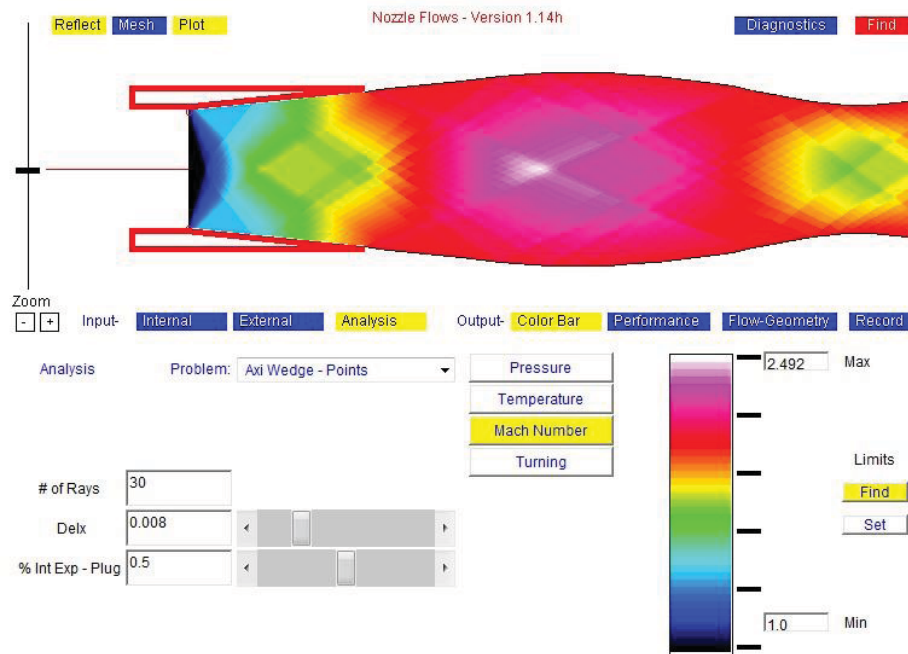 Nozzle Flows - Version 1.14h
Reflect Mesh Plot Diagnostics Find
Zoom
- + Input- Internal External Analysis Output- Color Bar Performance Flow-Geometry Record
Analysis Problem: Axi Wedge - Points
Pressure
Temperature
Mach Number
Turning
# of Rays 30
Delx 0.008
% Int Exp - Plug 0.5
2.492 Max
Limits
Find
Set
1.0 Min